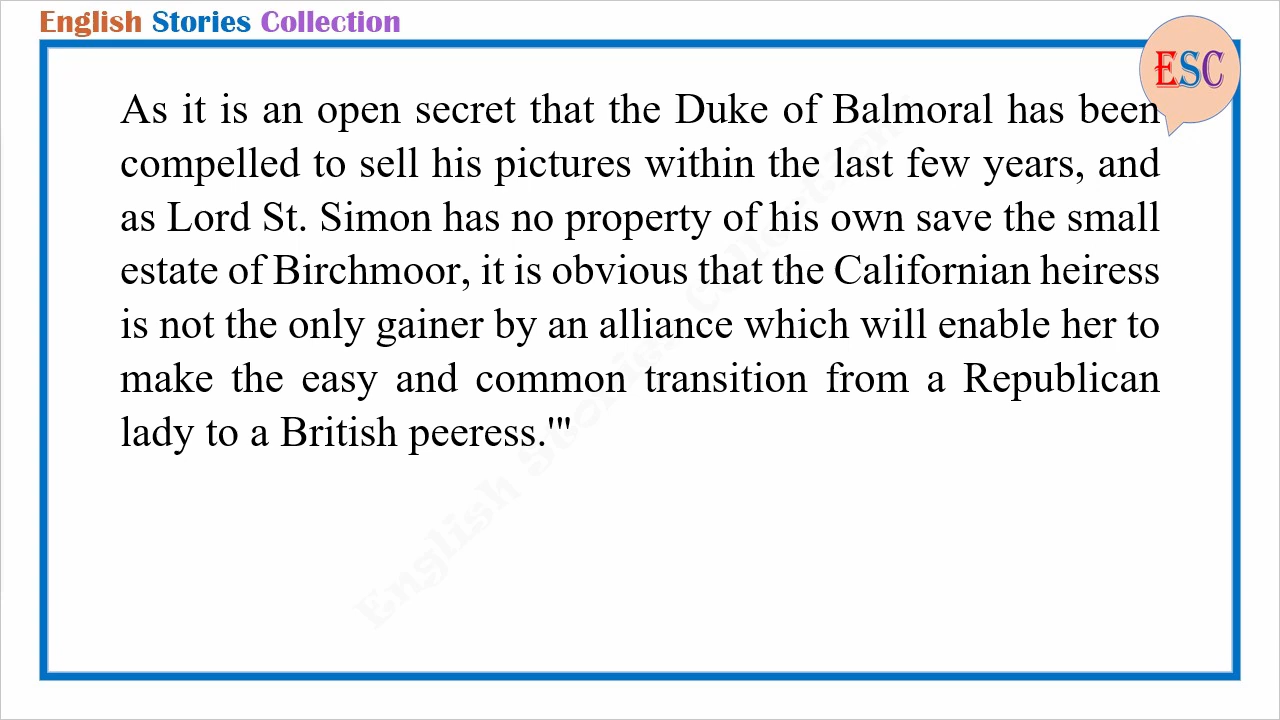 English Stories Collection
ESC
As it is an open secret that the Duke of Balmoral has been
compelled to sell his pictures within the last few years, and
as Lord St. Simon has no property of his own save the small
estate of Birchmoor, it is obvious that the Californian heiress
is not the only gainer by an alliance which will enable her to
make the easy and common transition from a Republican
lady to a British peeress.'"
English Stories Collection